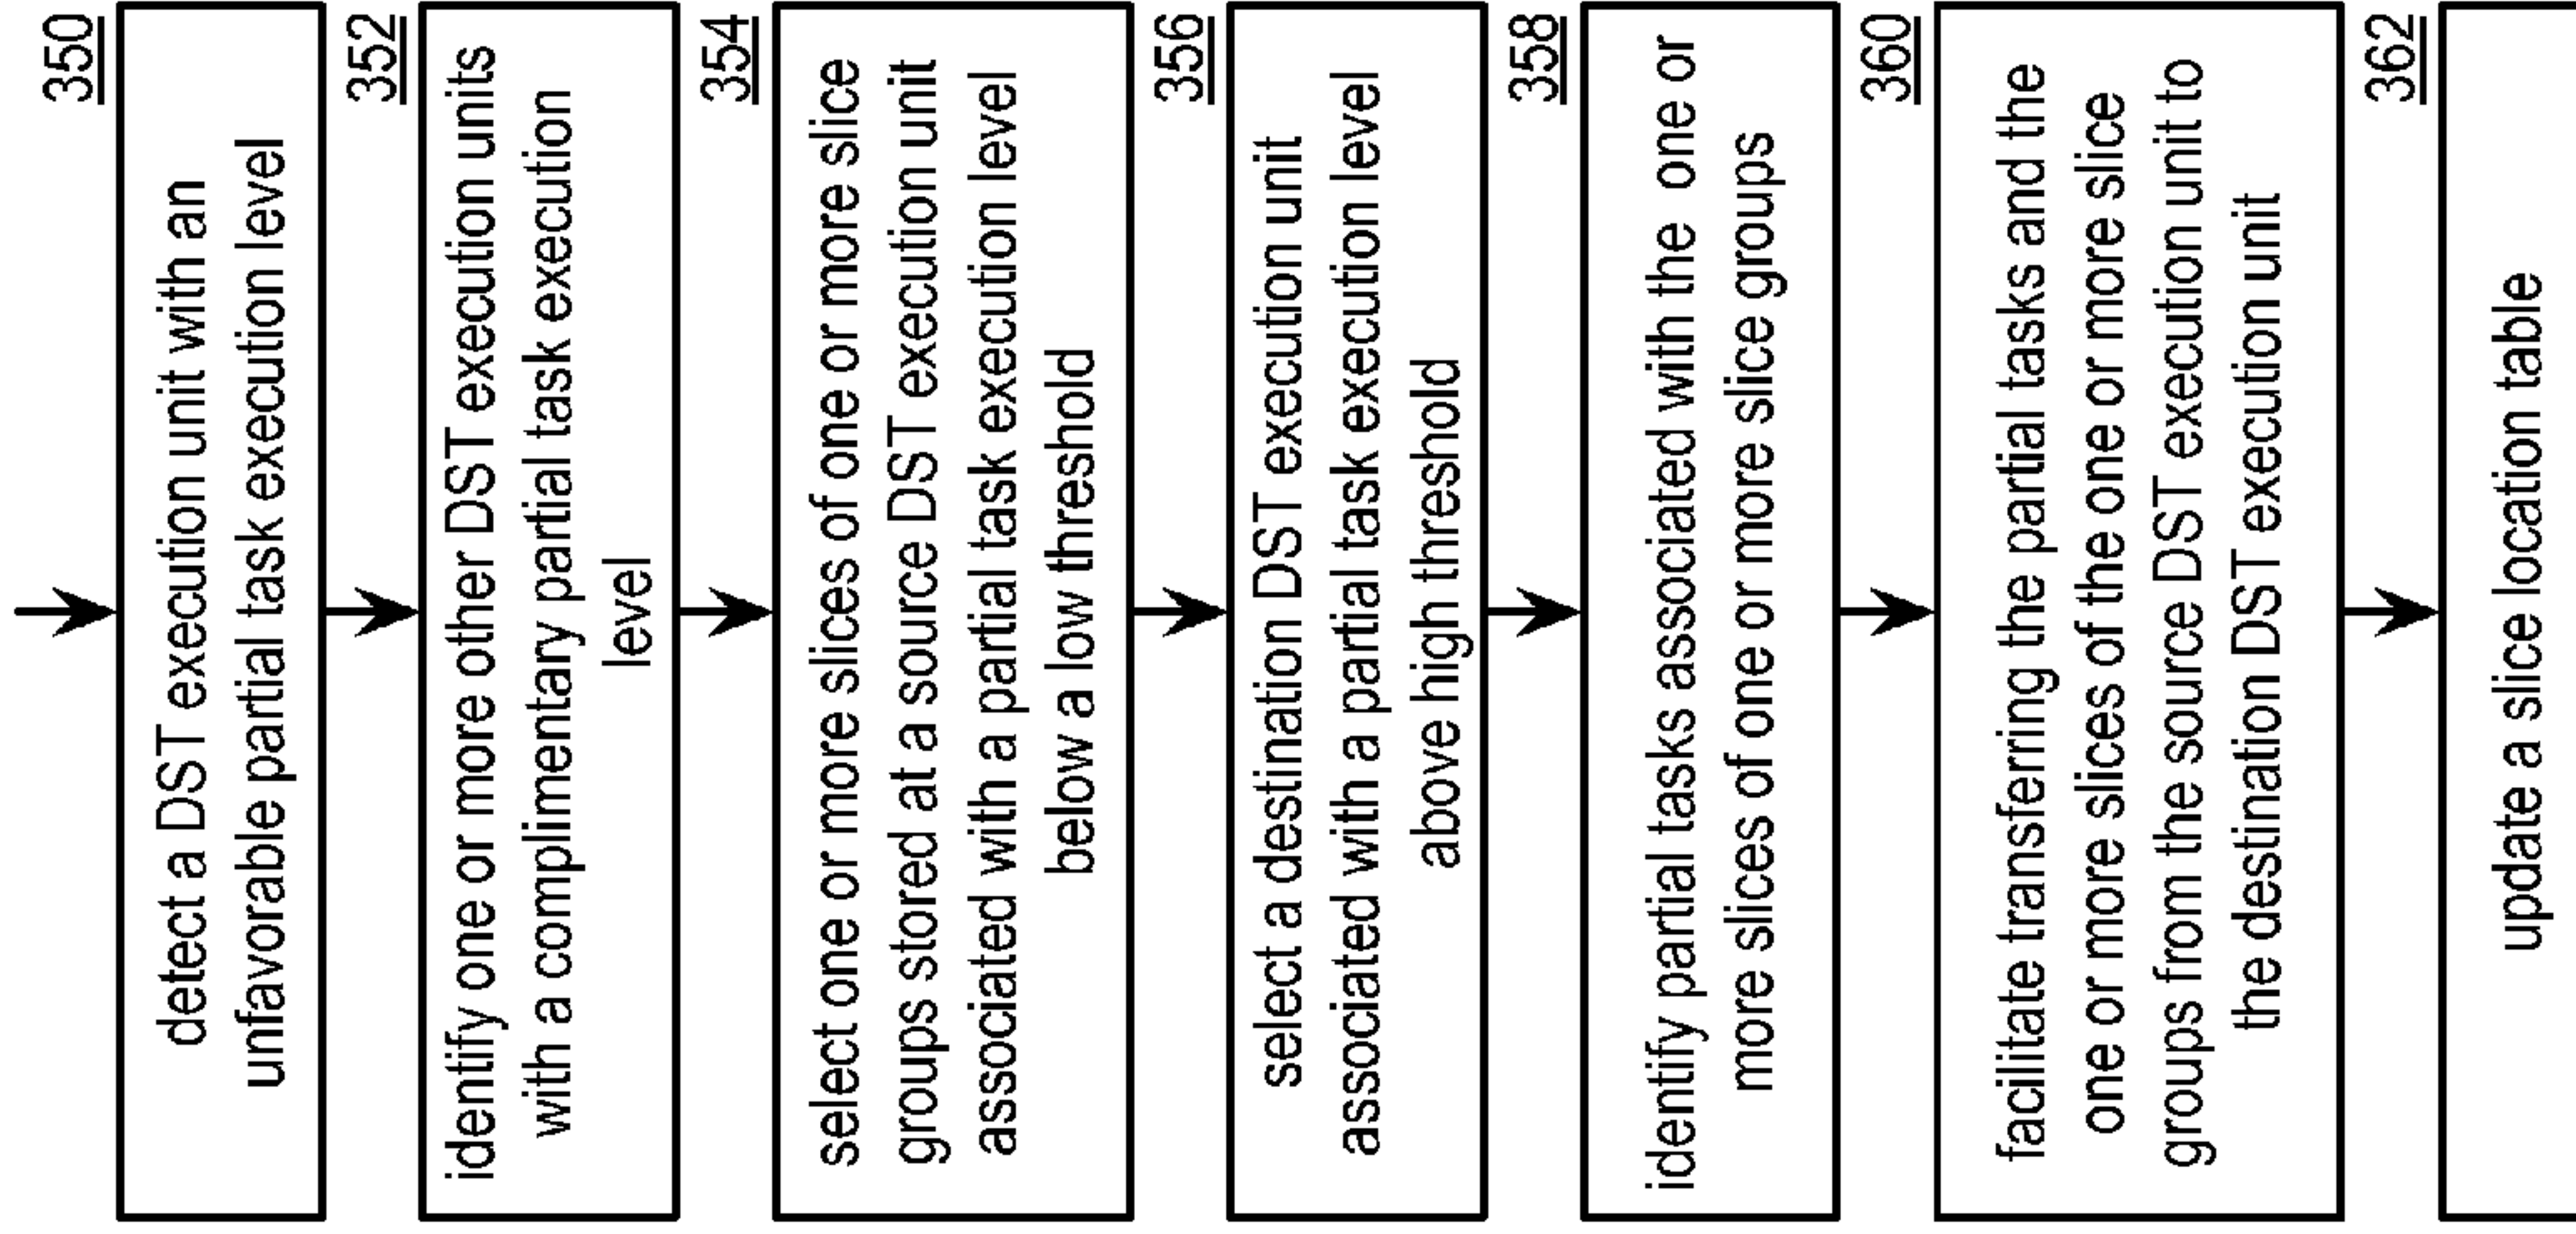 350
detect a DST execution unit with an
unfavorable partial task execution level
352
identify one or more other DST execution units
with a complimentary partial task execution
level
354
select one or more slices of one or more slice
groups stored at a source DST execution unit
associated with a partial task execution level
below a low threshold
356
select a destination DST execution unit
associated with a partial task execution level
above high threshold
358
identify partial tasks associated with the one or
more slices of one or more slice groups
360
facilitate transferring the partial tasks and the
one or more slices of the one or more slice
groups from the source DST execution unit to
the destination DST execution unit
362
update a slice location table